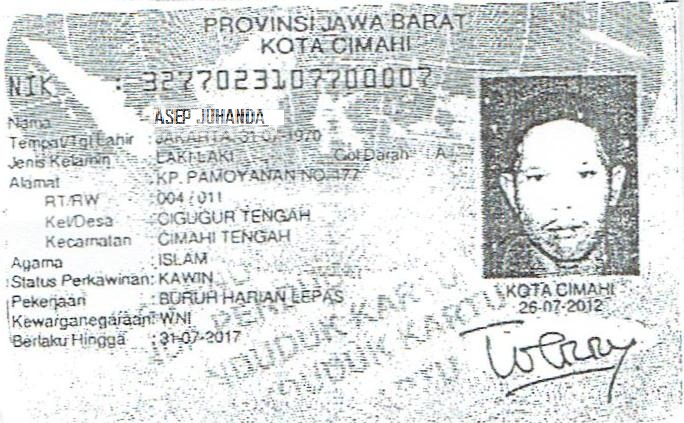 PROVINSI JAWA BARAT
KOTA CIMAHI
NIK : 3277023107700007
Nama : ASEP JUHANDA
Tempat/Tgl Lahir : JAKARTA 31-07-1970
Jenis Kelamin : LAKI-LAKI Gol Darah A
Alamat : KP. PAMOYANAN NO. 177
RT/RW : 004 / 011
Kel/Desa : CIGUGUR TENGAH
Kecamatan : CIMAHI TENGAH
Agama : ISLAM
Status Perkawinan: KAWIN
Pekerjaan : BURUH HARIAN LEPAS
Kewarganegaraan: WNI
Berlaku Hingga : 31-07-2017
KOTA CIMAHI
26-07-2012